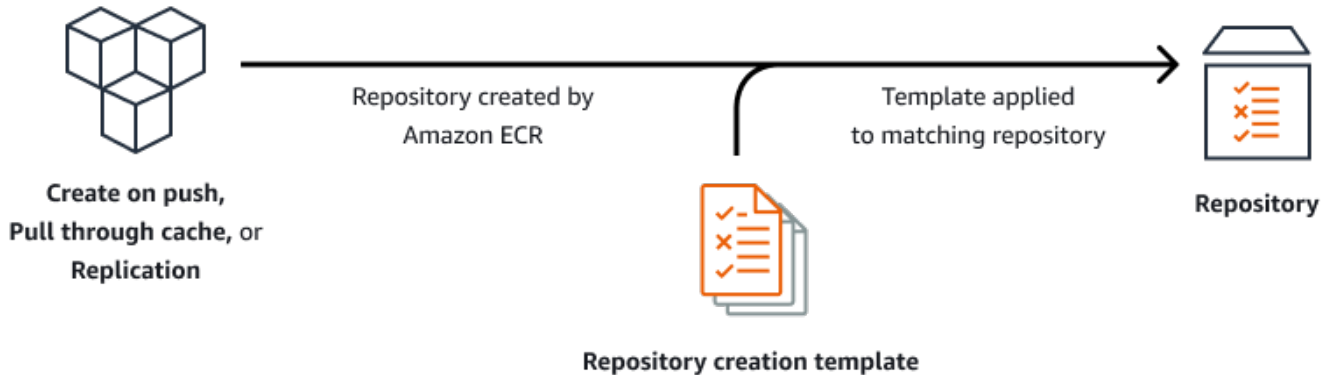 Repository created by
Amazon ECR
Template applied
to matching repository
Create on push,
Pull through cache, or
Replication
Repository
Repository creation template